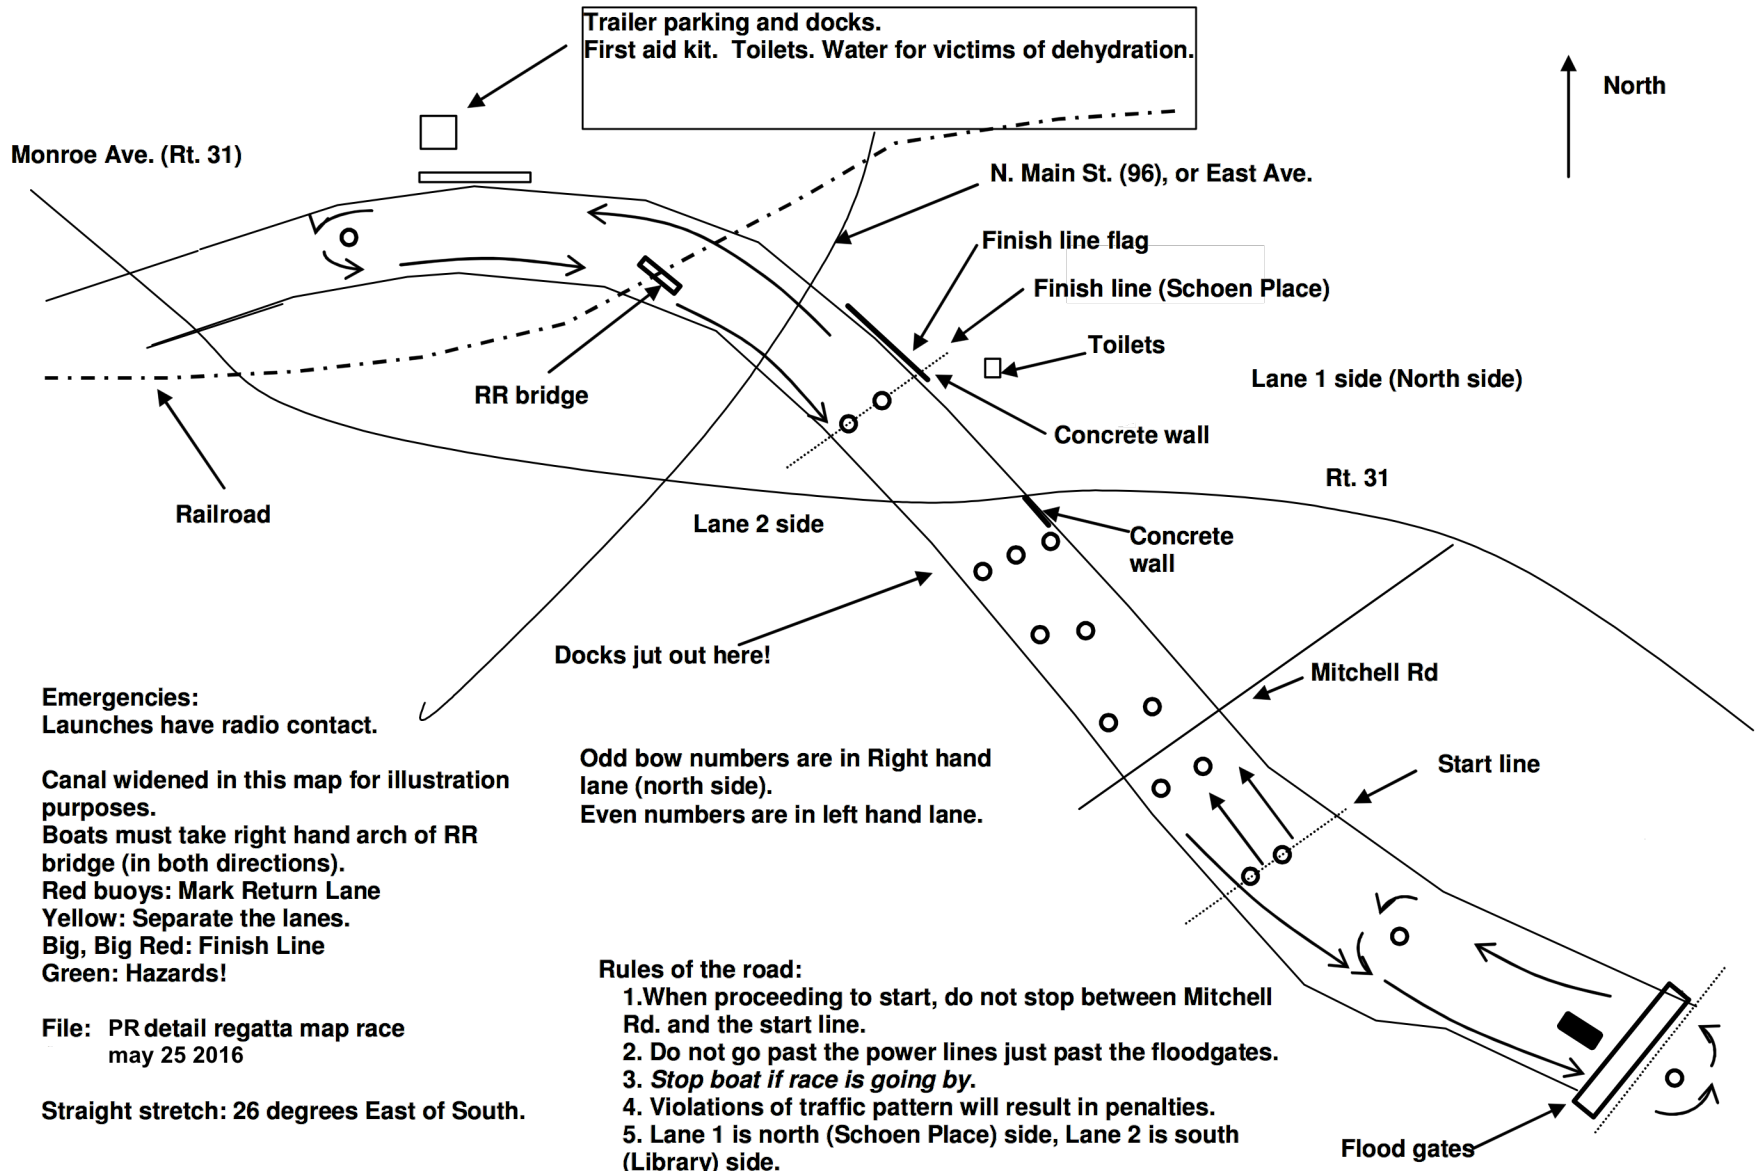 Trailer parking and docks.
First aid kit.  Toilets. Water for victims of dehydration.
North
Monroe Ave. (Rt. 31)
N. Main St. (96), or East Ave.
Finish line flag
Finish line (Schoen Place)
Toilets
Lane 1 side (North side)
RR bridge
Concrete wall
Rt. 31
Railroad
Lane 2 side
Concrete
wall
Docks jut out here!
Mitchell Rd
Emergencies:
Launches have radio contact.
Canal widened in this map for illustration
purposes.
Boats must take right hand arch of RR
bridge (in both directions).
Red buoys: Mark Return Lane
Yellow: Separate the lanes.
Big, Big Red: Finish Line
Green: Hazards!
File:  PR detail regatta map race
may 25 2016
Straight stretch: 26 degrees East of South.
Odd bow numbers are in Right hand
lane (north side).
Even numbers are in left hand lane.
Start line
Rules of the road:
1.When proceeding to start, do not stop between Mitchell
Rd. and the start line.
2. Do not go past the power lines just past the floodgates.
3. Stop boat if race is going by.
4. Violations of traffic pattern will result in penalties.
5. Lane 1 is north (Schoen Place) side, Lane 2 is south
(Library) side.
Flood gates